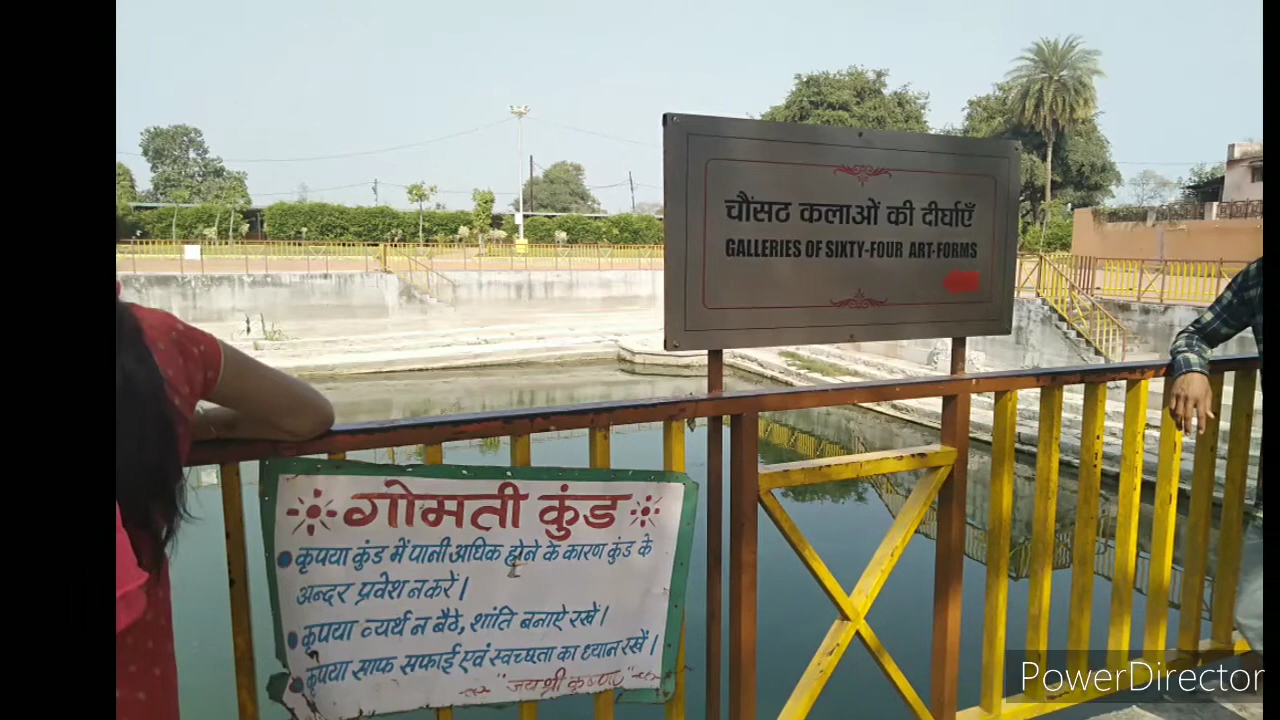 चौंसठ कलाओं की दीर्घाएँ
GALLERIES OF SIXTY-FOUR ART-FORMS
गोमती कुंड
कृपया कुंड में पानी अधिक होने के कारण कुंड के
अन्दर प्रवेश न करें।
कृपया व्यर्थ न बैठे, शांति बनाऐ रखें।
कृपया साफ सफाई एवं स्वच्छता का ध्यान रखें।
"जय श्री कृष्णा"
PowerDirector